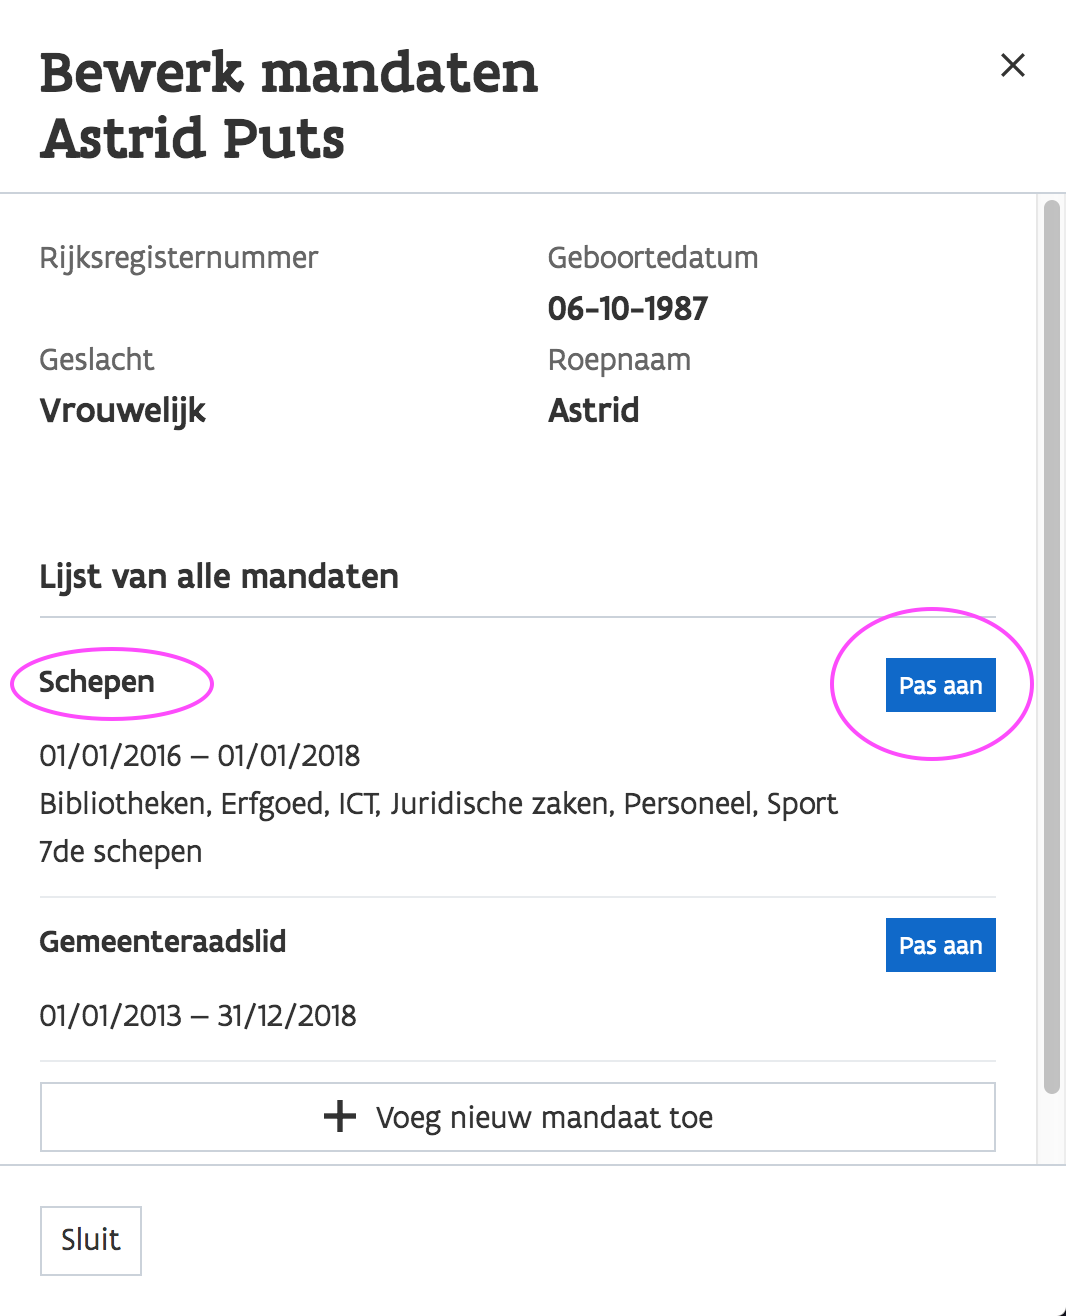 Bewerk mandaten
Astrid Puts
Rijksregisternummer
Geboortedatum
06-10-1987
Geslacht
Roepnaam
Vrouwelijk
Astrid
Lijst van alle mandaten
Schepen
Pas aan
01/01/2016 – 01/01/2018
Bibliotheken, Erfgoed, ICT, Juridische zaken, Personeel, Sport
7de schepen
Gemeenteraadslid
Pas aan
01/01/2013 – 31/12/2018
Voeg nieuw mandaat toe
Sluit